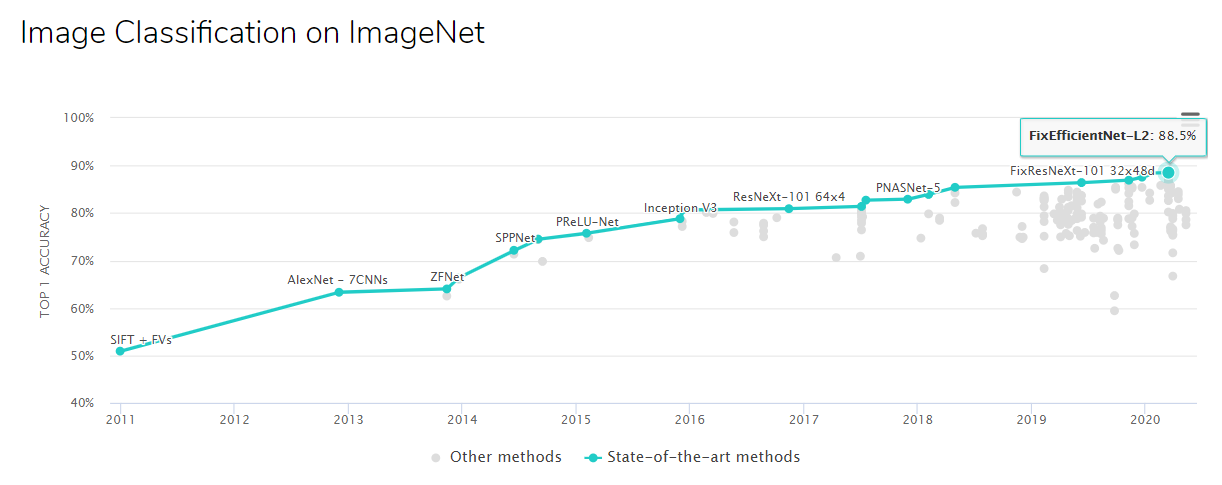 Image Classification on ImageNet
100%
90%
80%
70%
60%
50%
40%
TOP 1 ACCURACY
FixEfficientNet-L2: 88.5%
FixResNeXt-101 32x48d
PNASNet-5
ResNeXt-101 64x4
Inception V3
PReLU-Net
SPPNet
ZFNet
AlexNet - 7CNNs
SIFT + FVs
2011 2012 2013 2014 2015 2016 2017 2018 2019 2020
Other methods State-of-the-art methods